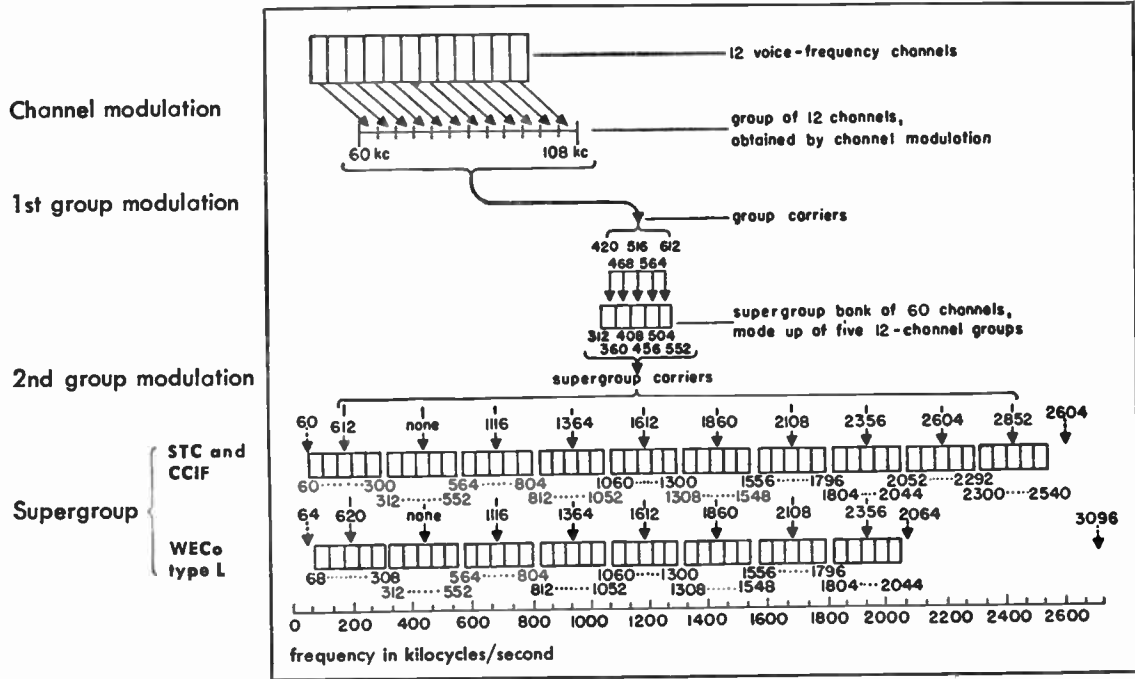 12 voice-frequency channels
Channel modulation
group of 12 channels,
obtained by channel modulation
60 kc 108 kc
1st group modulation
group carriers
420 516 612
468 564
supergroup bank of 60 channels,
made up of five 12-channel groups
312 408 504
360 456 552
2nd group modulation
supergroup carriers
60 612 none 1116 1364 1612 1860 2108 2356 2604 2852 2604
STC and
CCIF
60 ...... 300 564 ...... 804 1060 ...... 1300 1556 ...... 1796 2052 ...... 2292
312 ...... 552 812 ...... 1052 1308 ...... 1548 1804 ... 2044 2300 ...... 2540
Supergroup
64 620 none 1116 1364 1612 1860 2108 2356 2064 3096
WECo
type L
68 ...... 308 564 ...... 804 1060 ...... 1300 1556 ...... 1796
312 ...... 552 812 ...... 1052 1308 ...... 1548 1804 ... 2044
0 200 400 600 800 1000 1200 1400 1600 1800 2000 2200 2400 2600
frequency in kilocycles/second